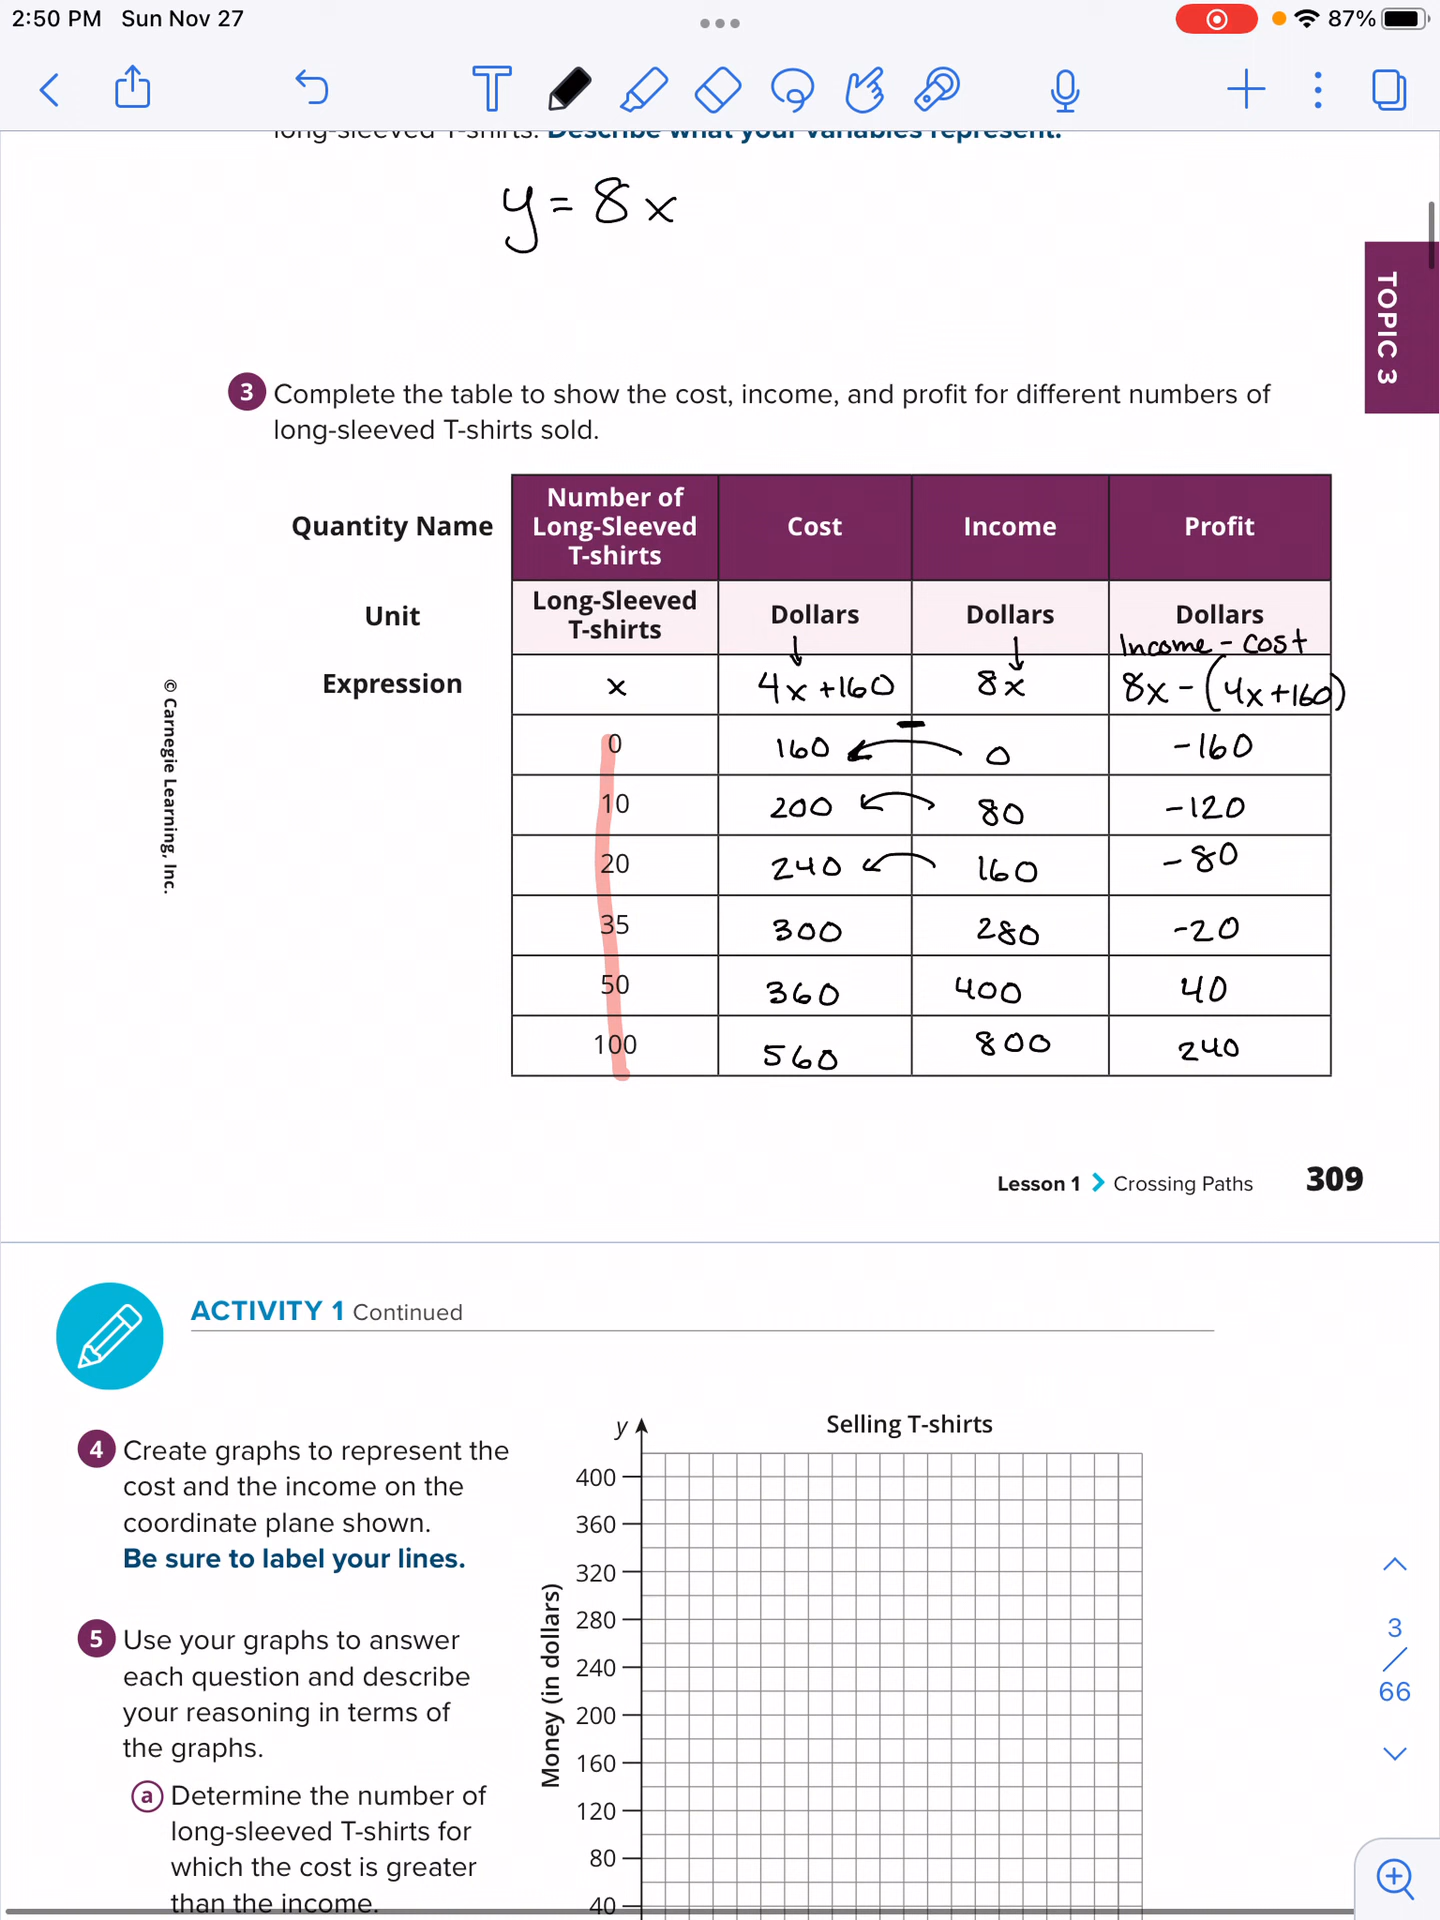 2:50 PM Sun Nov 27
87%
long-sleeved T-shirts. Describe what your variables represent.
y = 8x
TOPIC 3
3 Complete the table to show the cost, income, and profit for different numbers of
long-sleeved T-shirts sold.
Quantity Name
Number of
Long-Sleeved
T-shirts
Cost
Income
Profit
Unit
Long-Sleeved
T-shirts
Dollars
Dollars
Dollars
Income - cost
Expression
x
4x +160
8x
8x - (4x+160)
0 160 0 -160
10 200 80 -120
20 240 160 -80
35 300 280 -20
50 360 400 40
100 560 800 240
© Carnegie Learning, Inc.
Lesson 1 > Crossing Paths 309
ACTIVITY 1 Continued
4 Create graphs to represent the
cost and the income on the
coordinate plane shown.
Be sure to label your lines.
5 Use your graphs to answer
each question and describe
your reasoning in terms of
the graphs.
a Determine the number of
long-sleeved T-shirts for
which the cost is greater
than the income.
y
Selling T-shirts
Money (in dollars)
400
360
320
280
240
200
160
120
80
40
3
66